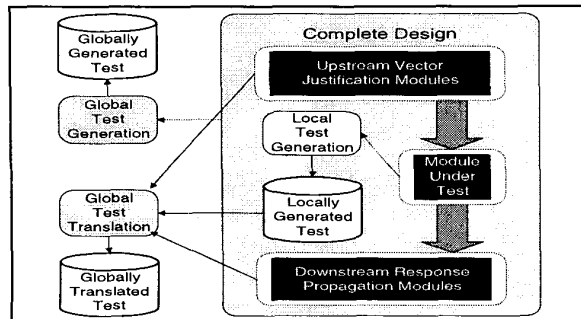 Globally
Generated
Test
Complete Design
Upstream Vector
Justification Modules
Global
Test
Generation
Local
Test
Generation
Module
Under
Test
Global
Test
Translation
Locally
Generated
Test
Globally
Translated
Test
Downstream Response
Propagation Modules